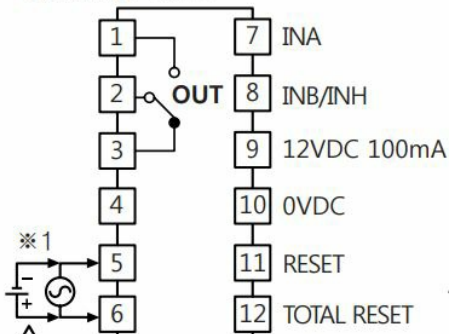 1
7 INA
2 OUT 8 INB/INH
3
9 12VDC 100mA
4
10 0VDC
※1
5
11 RESET
6
12 TOTAL RESET
-
+